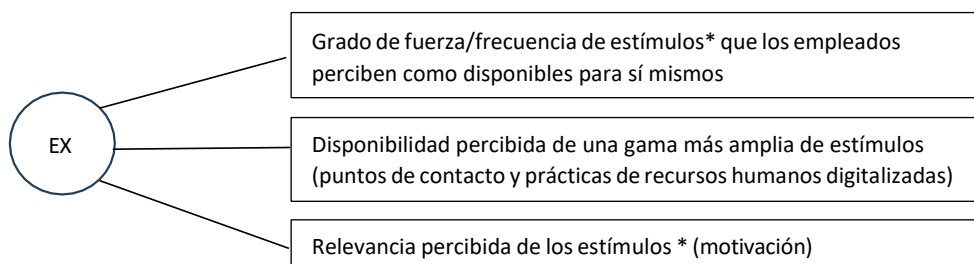 Grado de fuerza/frecuencia de estímulos* que los empleados
perciben como disponibles para sí mismos
EX
Disponibilidad percibida de una gama más amplia de estímulos
(puntos de contacto y prácticas de recursos humanos digitalizadas)
Relevancia percibida de los estímulos * (motivación)